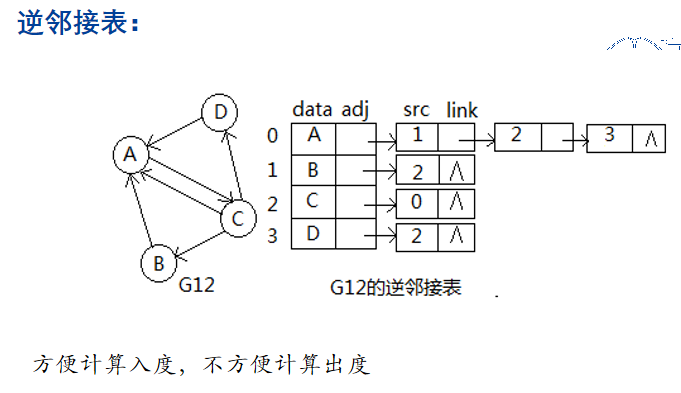 逆邻接表：
data adj src link
D
0 A 1 2 3 ∧
A
1 B 2 ∧
2 C 0 ∧
C
3 D 2 ∧
B
G12
G12的逆邻接表
方便计算入度，不方便计算出度